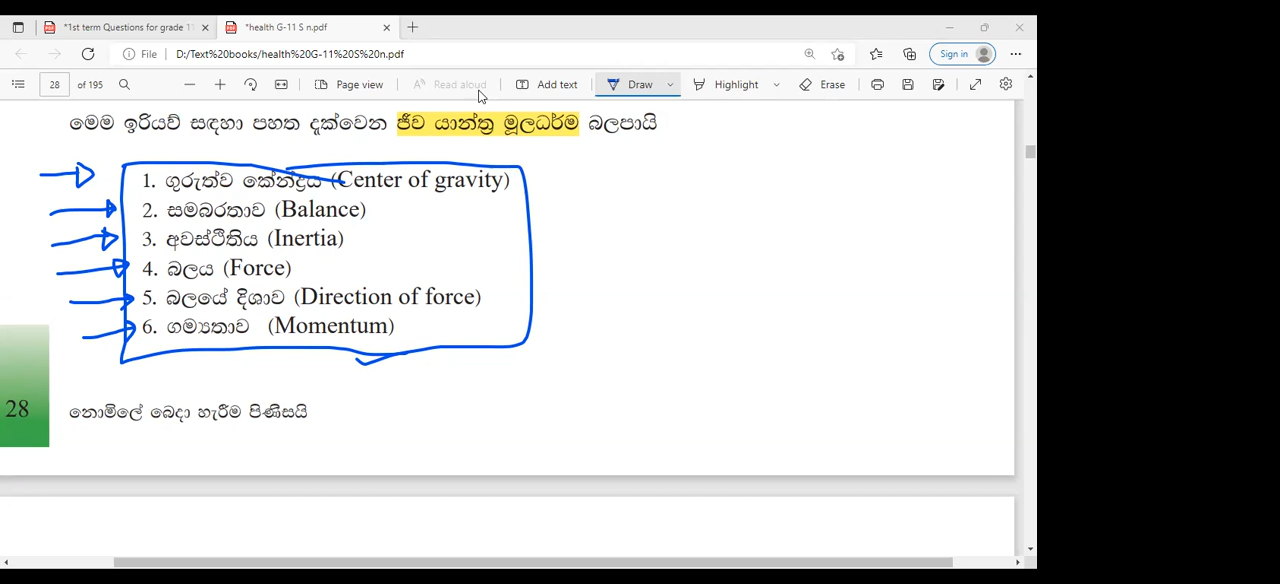 *1st term Questions for grade 11 *health G-11 S n.pdf
File D:/Text%20books/health%20G-11%20S%20n.pdf Sign in
28 of 195 Page view Read aloud Add text Draw Highlight Erase
මෙම ඉරියව් සඳහා පහත දැක්වෙන ජීව යාන්ත්‍ර මූලධර්ම බලපායි
1. ගුරුත්ව කේන්ද්‍රය (Center of gravity)
2. සමබරතාව (Balance)
3. අවස්ථිතිය (Inertia)
4. බලය (Force)
5. බලයේ දිශාව (Direction of force)
6. ගම්‍යතාව (Momentum)
28 නොමිලේ බෙදා හැරීම පිණිසයි